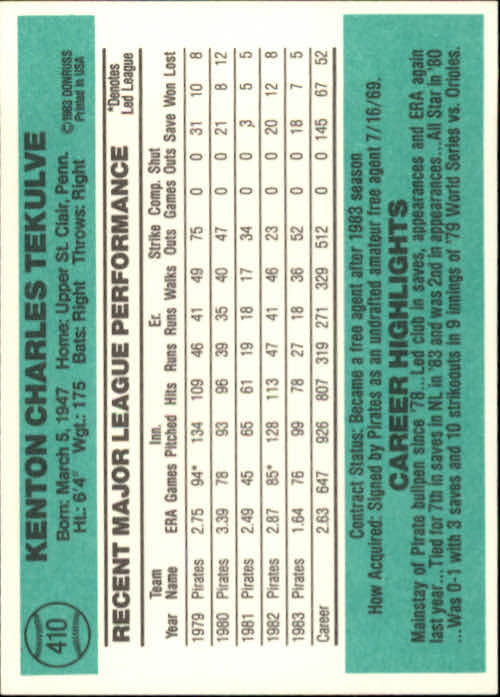 410
KENTON CHARLES TEKULVE
©1983 DONRUSS
Printed in USA
Born: March 5, 1947 Home: Upper St. Clair, Penn.
Ht.: 6'4" Wgt.: 175 Bats: Right Throws: Right
RECENT MAJOR LEAGUE PERFORMANCE
*Denotes
Led League
Team Inn. Er. Strike Comp. Shut
Year Name ERA Games Pitched Hits Runs Runs Walks Outs Games Outs Save Won Lost
1979 Pirates 2.75 94* 134 109 46 41 49 75 0 0 31 10 8
1980 Pirates 3.39 78 93 96 39 35 40 47 0 0 21 8 12
1981 Pirates 2.49 45 65 61 19 18 17 34 0 0 3 5 5
1982 Pirates 2.87 85* 128 113 47 41 46 23 0 0 20 12 8
1983 Pirates 1.64 76 99 78 27 18 36 52 0 0 18 7 5
Career 2.63 647 926 807 319 271 329 512 0 0 145 67 52
Contract Status: Became a free agent after 1983 season
How Acquired: Signed by Pirates as an undrafted amateur free agent 7/16/69.
CAREER HIGHLIGHTS
Mainstay of Pirate bullpen since '78...Led club in saves, appearances and ERA again
last year...Tied for 7th in saves in NL in '83 and was 2nd in appearances...All Star in '80
...Was 0-1 with 3 saves and 10 strikeouts in 9 innings of '79 World Series vs. Orioles.